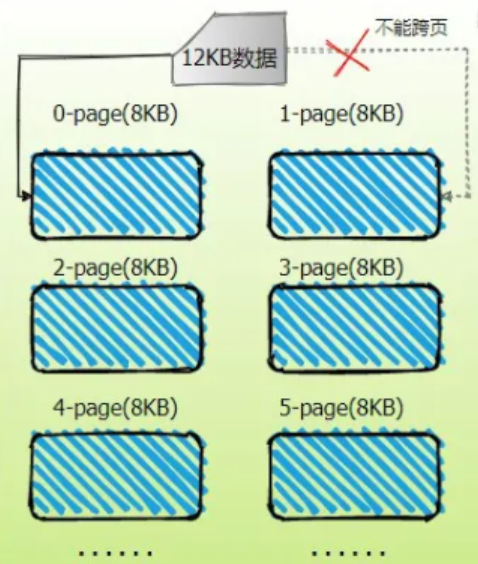 不能跨页
12KB数据
0-page(8KB)
1-page(8KB)
2-page(8KB)
3-page(8KB)
4-page(8KB)
5-page(8KB)
......
......